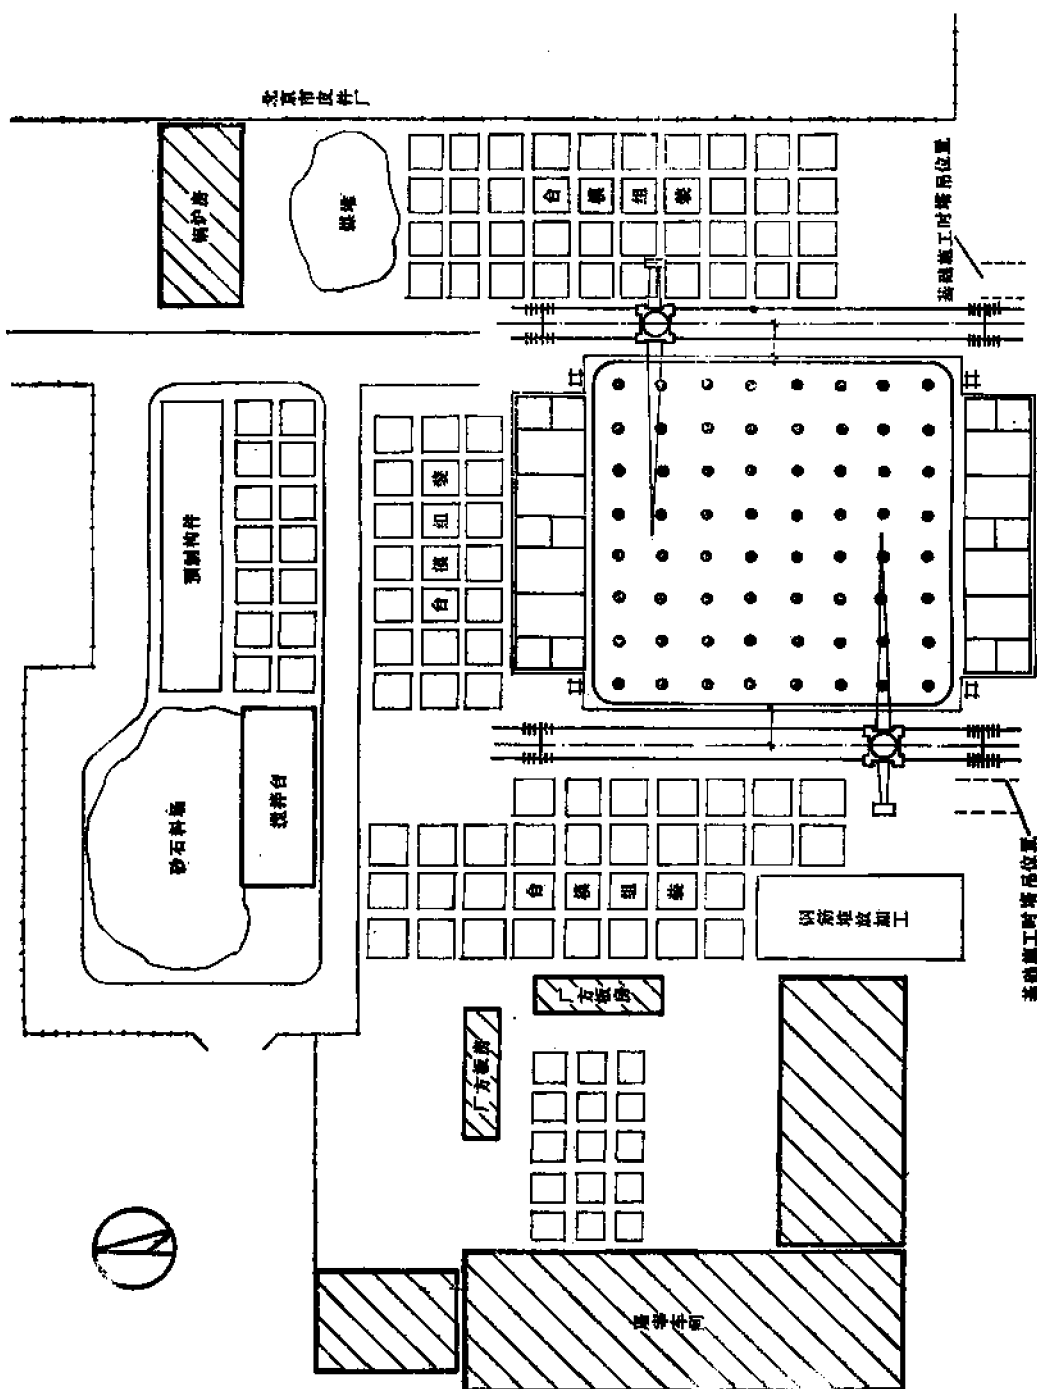 北京市皮件厂
锅炉房
煤堆
台模组装
基础施工时塔吊位置
预制构件
台模组装
砂石料场
搅拌台
台模组装
钢筋堆放加工
基础施工时塔吊位置
厂方板房
厂方板房
车间